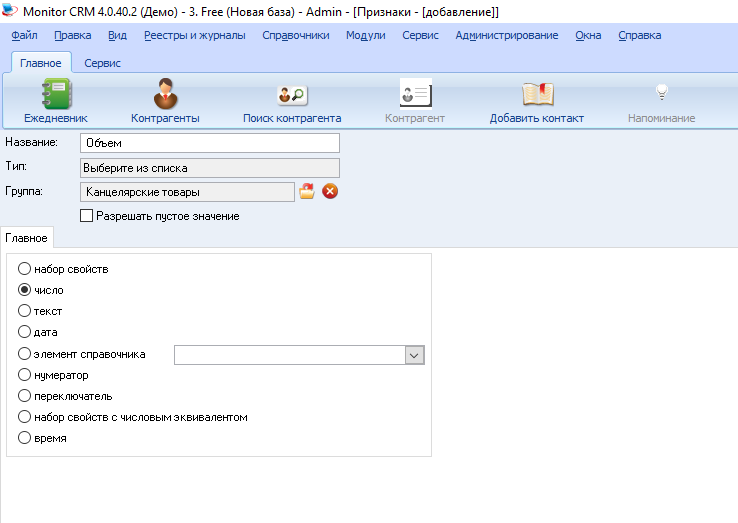 Monitor CRM 4.0.40.2 (Демо) - 3. Free (Новая база) - Admin - [Признаки - [добавление]]
Файл Правка Вид Реестры и журналы Справочники Модули Сервис Администрирование Окна Справка
Главное Сервис
Ежедневник Контрагенты Поиск контрагента Контрагент Добавить контакт Напоминание
Название: Объем
Тип: Выберите из списка
Группа: Канцелярские товары
Разрешать пустое значение
Главное
набор свойств
число
текст
дата
элемент справочника
нумератор
переключатель
набор свойств с числовым эквивалентом
время